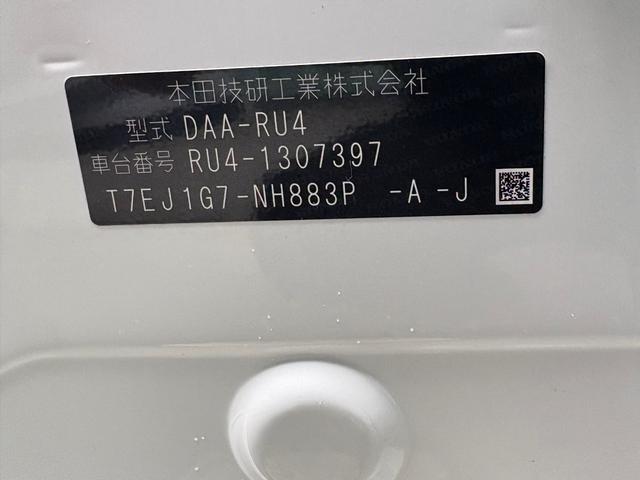 本田技研工業株式会社
型式 DAA-RU4
車台番号 RU4-1307397
T7EJ1G7-NH883P -A -J